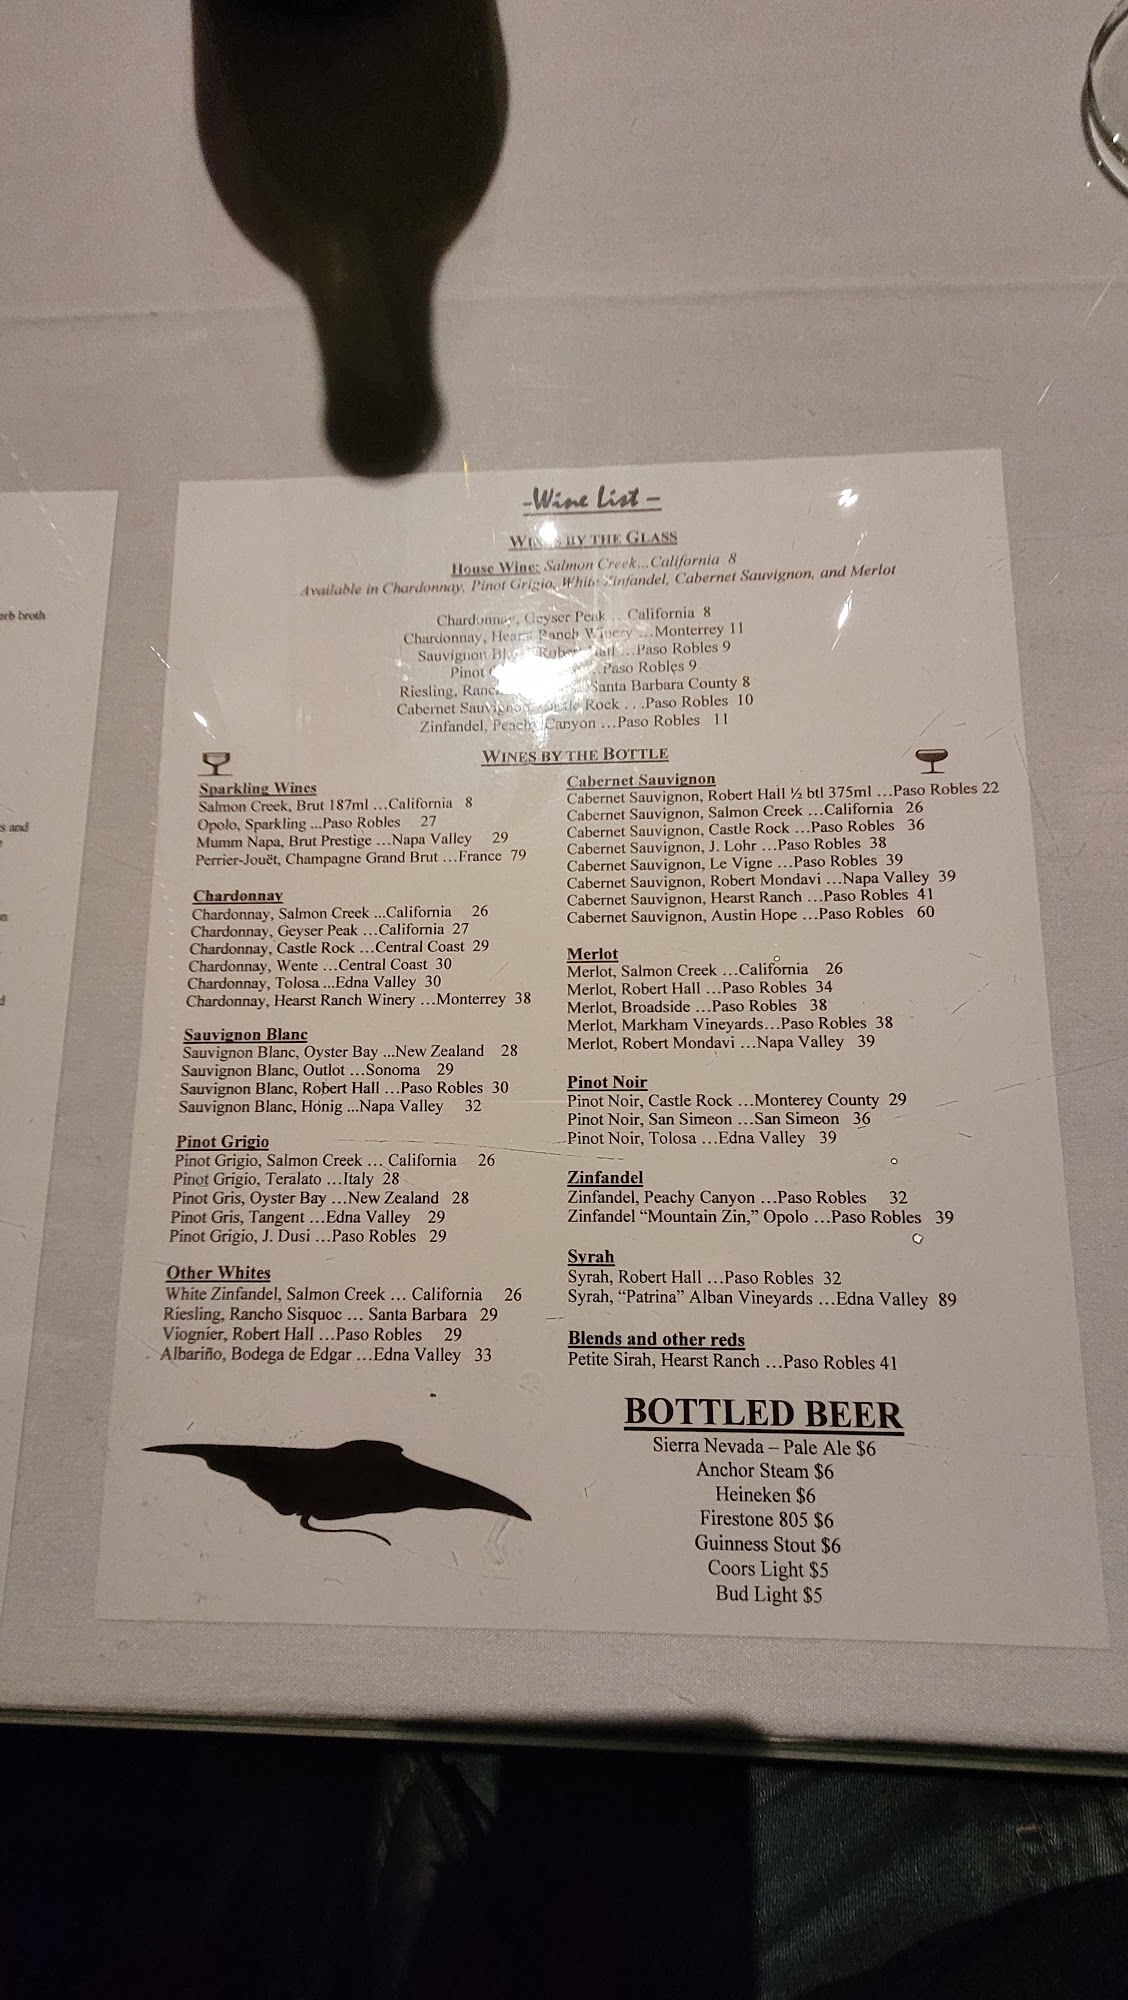 erb broth
s and
n
d
-Wine List –
BY THE GLASS
House Wine: Salmon Creek...California 8
Available in Chardonnay, Pinot Grigio, White Zinfandel, Cabernet Sauvignon, and Merlot
Chardonnay, Geyser Peak ...California 8
Chardonnay, Hearst Ranch Winery ...Monterrey 11
Sauvignon Robert Hall ...Paso Robles 9
Pinot Paso Robles 9
Riesling, Santa Barbara County 8
Cabernet Sauvignon Rock . . .Paso Robles 10
Zinfandel, Peachy Canyon ...Paso Robles 11
WINES BY THE BOTTLE
Sparkling Wines
Salmon Creek, Brut 187ml ...California 8
Opolo, Sparkling ...Paso Robles 27
Mumm Napa, Brut Prestige ...Napa Valley 29
Perrier-Jouët, Champagne Grand Brut ...France 79
Chardonnay
Chardonnay, Salmon Creek ...California 26
Chardonnay, Geyser Peak ...California 27
Chardonnay, Castle Rock ...Central Coast 29
Chardonnay, Wente ...Central Coast 30
Chardonnay, Tolosa ...Edna Valley 30
Chardonnay, Hearst Ranch Winery ...Monterrey 38
Sauvignon Blanc
Sauvignon Blanc, Oyster Bay ...New Zealand 28
Sauvignon Blanc, Outlot ...Sonoma 29
Sauvignon Blanc, Robert Hall ...Paso Robles 30
Sauvignon Blanc, Honig ...Napa Valley 32
Pinot Grigio
Pinot Grigio, Salmon Creek ... California 26
Pinot Grigio, Teralato ...Italy 28
Pinot Gris, Oyster Bay ...New Zealand 28
Pinot Gris, Tangent ...Edna Valley 29
Pinot Grigio, J. Dusi ...Paso Robles 29
Other Whites
White Zinfandel, Salmon Creek ... California 26
Riesling, Rancho Sisquoc ... Santa Barbara 29
Viognier, Robert Hall ...Paso Robles 29
Albariño, Bodega de Edgar ...Edna Valley 33
Cabernet Sauvignon
Cabernet Sauvignon, Robert Hall ½ btl 375ml ...Paso Robles 22
Cabernet Sauvignon, Salmon Creek ...California 26
Cabernet Sauvignon, Castle Rock ...Paso Robles 36
Cabernet Sauvignon, J. Lohr ...Paso Robles 38
Cabernet Sauvignon, Le Vigne ...Paso Robles 39
Cabernet Sauvignon, Robert Mondavi ...Napa Valley 39
Cabernet Sauvignon, Hearst Ranch ...Paso Robles 41
Cabernet Sauvignon, Austin Hope ...Paso Robles 60
Merlot
Merlot, Salmon Creek ...California 26
Merlot, Robert Hall ...Paso Robles 34
Merlot, Broadside ...Paso Robles 38
Merlot, Markham Vineyards...Paso Robles 38
Merlot, Robert Mondavi ...Napa Valley 39
Pinot Noir
Pinot Noir, Castle Rock ...Monterey County 29
Pinot Noir, San Simeon ...San Simeon 36
Pinot Noir, Tolosa ...Edna Valley 39
Zinfandel
Zinfandel, Peachy Canyon ...Paso Robles 32
Zinfandel “Mountain Zin,” Opolo ...Paso Robles 39
Syrah
Syrah, Robert Hall ...Paso Robles 32
Syrah, “Patrina” Alban Vineyards ...Edna Valley 89
Blends and other reds
Petite Sirah, Hearst Ranch ...Paso Robles 41
BOTTLED BEER
Sierra Nevada – Pale Ale $6
Anchor Steam $6
Heineken $6
Firestone 805 $6
Guinness Stout $6
Coors Light $5
Bud Light $5